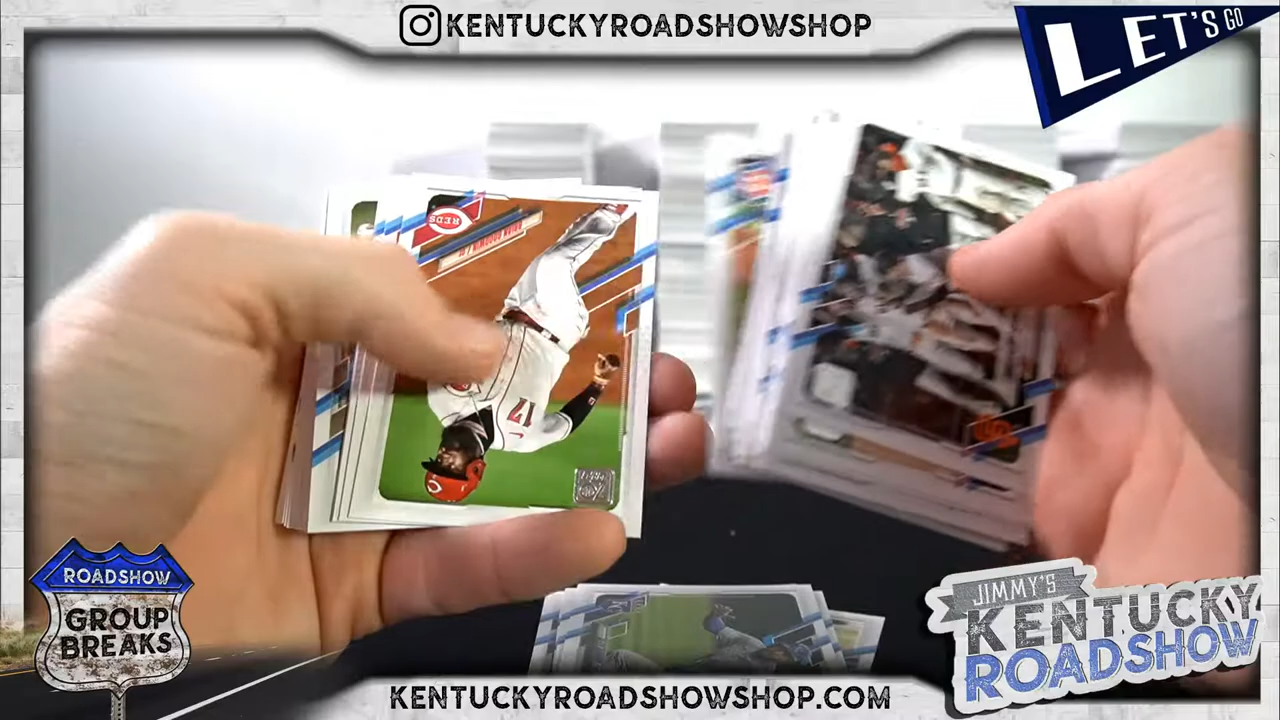 KENTUCKYROADSHOWSHOP
LET'S GO
REDS
17
ROADSHOW
GROUP
BREAKS
JIMMY'S
KENTUCKY
ROADSHOW
KENTUCKYROADSHOWSHOP.COM